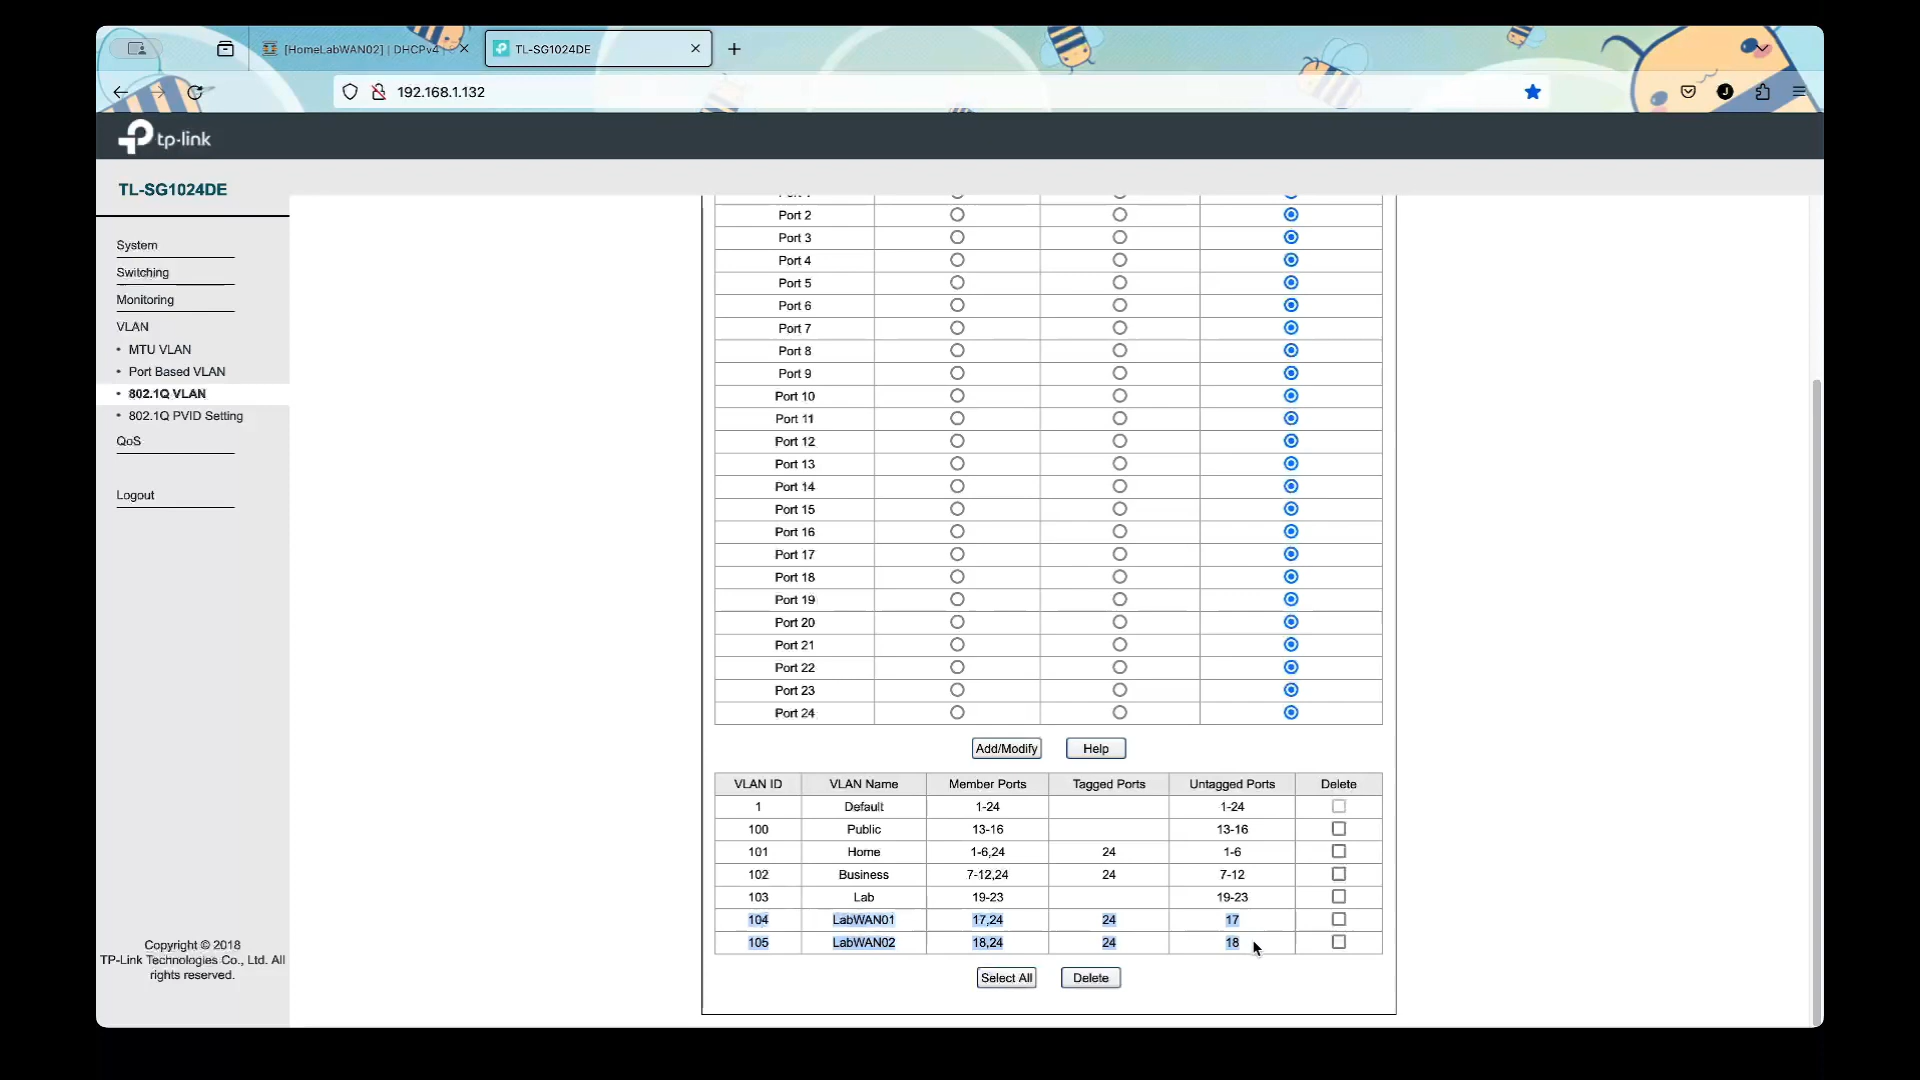 [HomeLabWAN02] | DHCPv4
TL-SG1024DE
192.168.1.132
J
tp-link
TL-SG1024DE
System
Switching
Monitoring
VLAN
• MTU VLAN
• Port Based VLAN
• 802.1Q VLAN
• 802.1Q PVID Setting
QoS
Logout
Copyright © 2018
TP-Link Technologies Co., Ltd. All
rights reserved.
Port 2
Port 3
Port 4
Port 5
Port 6
Port 7
Port 8
Port 9
Port 10
Port 11
Port 12
Port 13
Port 14
Port 15
Port 16
Port 17
Port 18
Port 19
Port 20
Port 21
Port 22
Port 23
Port 24
Add/Modify Help
VLAN ID VLAN Name Member Ports Tagged Ports Untagged Ports Delete
1 Default 1-24 1-24
100 Public 13-16 13-16
101 Home 1-6,24 24 1-6
102 Business 7-12,24 24 7-12
103 Lab 19-23 19-23
104 LabWAN01 17,24 24 17
105 LabWAN02 18,24 24 18
Select All Delete